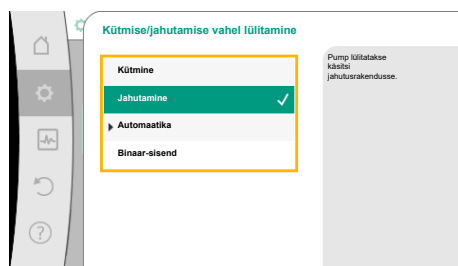 Kütmise/jahutamise vahel lülitamine
Kütmine
Jahutamine
Automaatika
Binaar-sisend
Pump lülitatakse
käsitsi
jahutusrakendusse.